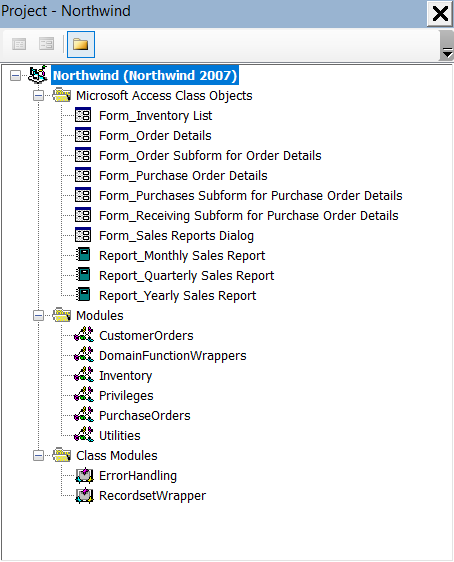 Project - Northwind
Northwind (Northwind 2007)
Microsoft Access Class Objects
Form_Inventory List
Form_Order Details
Form_Order Subform for Order Details
Form_Purchase Order Details
Form_Purchases Subform for Purchase Order Details
Form_Receiving Subform for Purchase Order Details
Form_Sales Reports Dialog
Report_Monthly Sales Report
Report_Quarterly Sales Report
Report_Yearly Sales Report
Modules
CustomerOrders
DomainFunctionWrappers
Inventory
Privileges
PurchaseOrders
Utilities
Class Modules
ErrorHandling
RecordsetWrapper